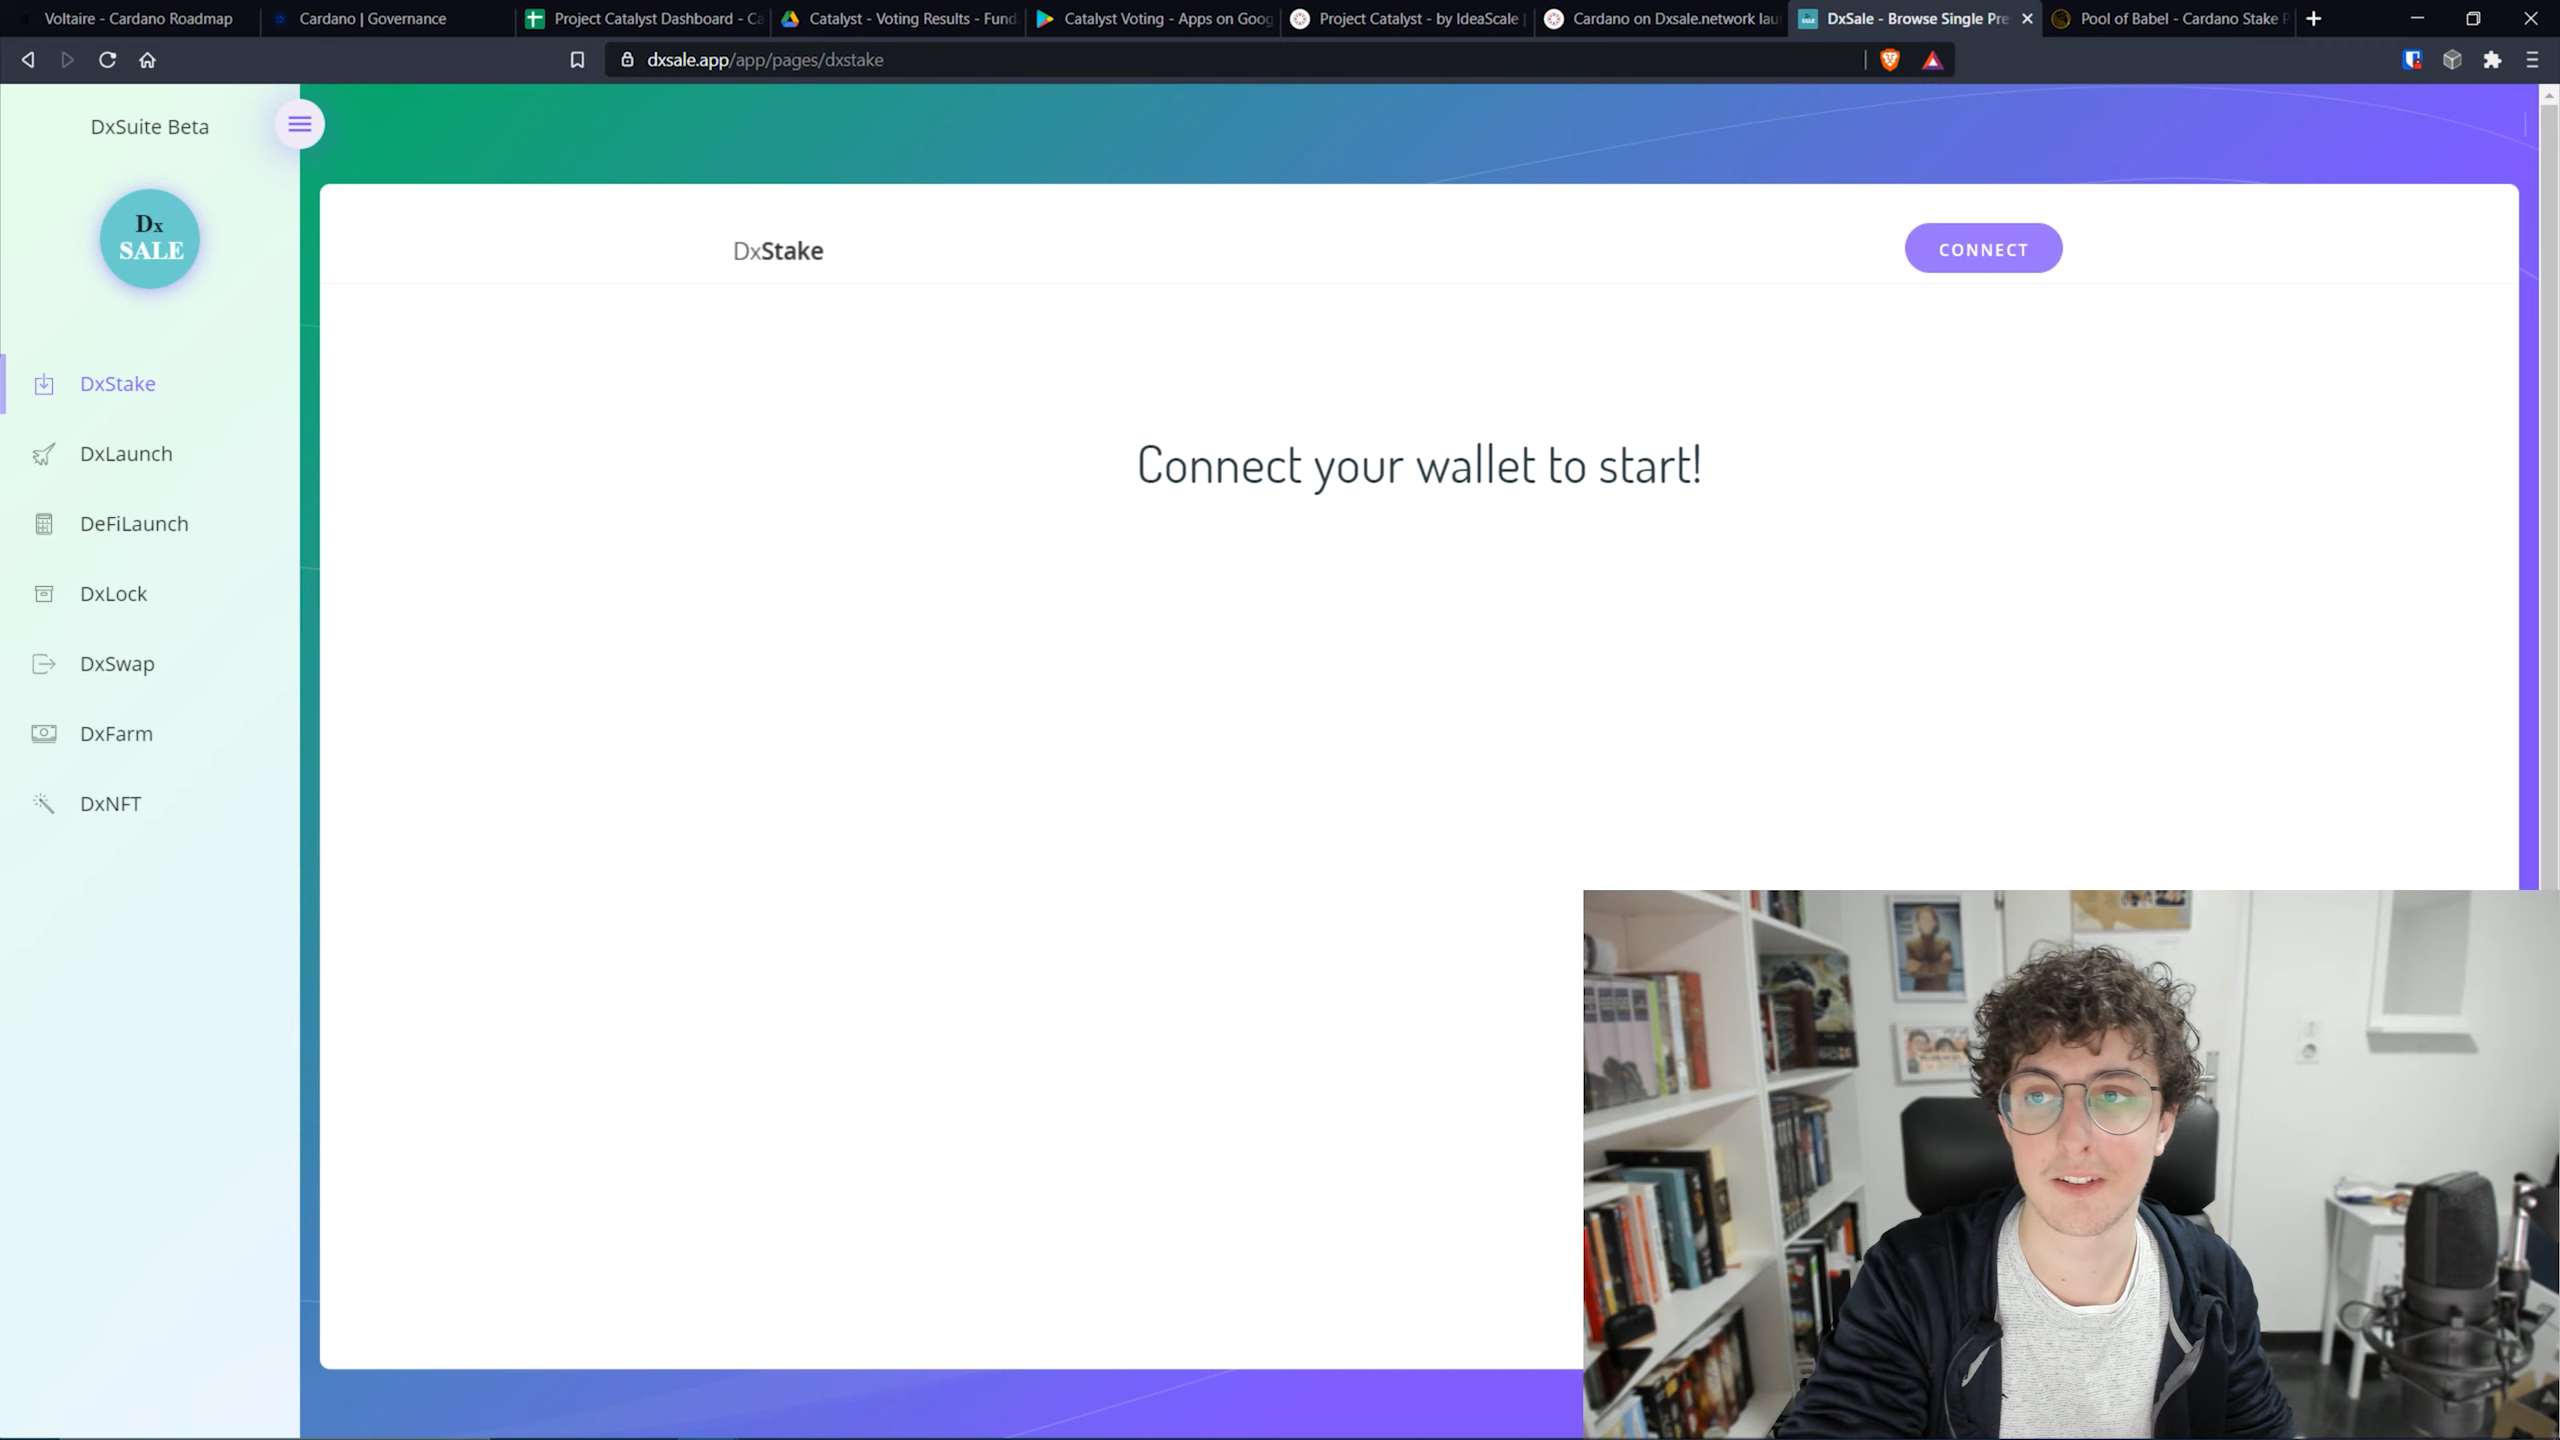 Voltaire - Cardano Roadmap
Cardano | Governance
Project Catalyst Dashboard - Ca
Catalyst - Voting Results - Fund
Catalyst Voting - Apps on Goog
Project Catalyst - by IdeaScale
Cardano on Dxsale.network lau
DxSale - Browse Single Pre
Pool of Babel - Cardano Stake P
dxsale.app/app/pages/dxstake
DxSuite Beta
Dx
SALE
DxStake
CONNECT
DxStake
DxLaunch
Connect your wallet to start!
DeFiLaunch
DxLock
DxSwap
DxFarm
DxNFT